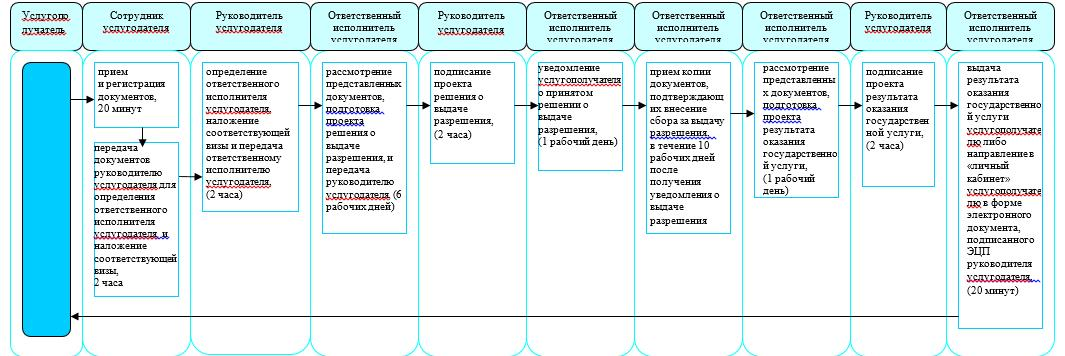 Услугопо
лучатель
Сотрудник
услугодателя
Руководитель
услугодателя
Ответственный
исполнитель
услугодателя
Руководитель
услугодателя
Ответственный
исполнитель
услугодателя
Ответственный
исполнитель
услугодателя
Ответственный
исполнитель
услугодателя
Руководитель
услугодателя
Ответственный
исполнитель
услугодателя
прием
и регистрация
документов,
20 минут
передача
документов
руководителю
услугодателя для
определения
ответственного
исполнителя
услугодателя, и
наложение
соответствующей
визы,
2 часа
определение
ответственного
исполнителя
услугодателя,
наложение
соответствующей
визы и передача
ответственному
исполнителю
услугодателя,
(2 часа)
рассмотрение
представленных
документов,
подготовка
проекта
решения о
выдаче
разрешения, и
передача
руководителю
услугодателя (6
рабочих дней)
подписание
проекта
решения о
выдаче
разрешения,
(2 часа)
уведомление
услугополучателя
о принятом
решении о
выдаче
разрешения,
(1 рабочий день)
прием копии
документов,
подтверждающ
их внесение
сбора за выдачу
разрешения,
в течение 10
рабочих дней
после
получения
уведомления о
выдаче
разрешения
рассмотрение
представленны
х документов,
подготовка
проекта
результата
оказания
государственно
й услуги,
(1 рабочий
день)
подписание
проекта
результата
оказания
государствен
ной услуги,
(2 часа)
выдача
результата
оказания
государственно
й услуги
услугополучате
лю либо
направление в
«личный
кабинет»
услугополучате
лю в форме
электронного
документа,
подписанного
ЭЦП
руководителя
услугодателя,
(20 минут)